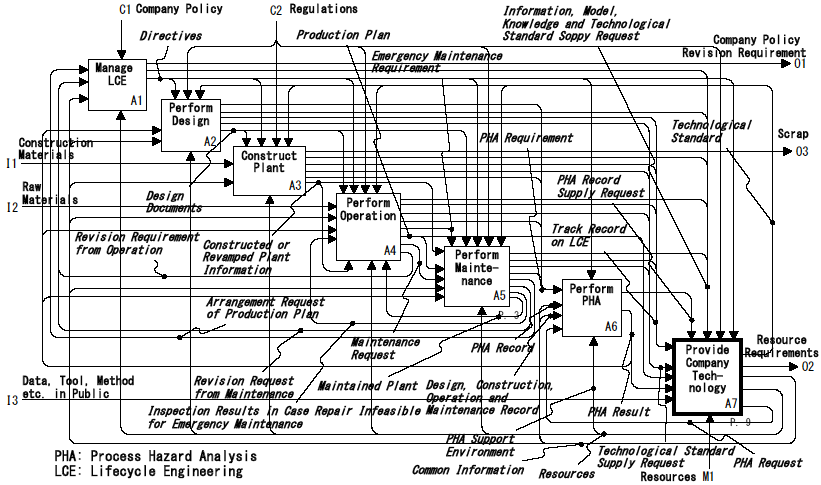 C1 Company Policy
C2 Regulations
Information, Model,
Knowledge and Technological
Standard Soppy Request
Directives
Production Plan
Company Policy
Revision Requirement
O1
Emergency Maintenance
Requirement
Manage
LCE
A1
Perform
Design
A2
PHA Requirement
Technological
Standard
Scrap
O3
Construction
Materials
I1
Construct
Plant
A3
Raw
Materials
I2
Design
Documents
Perform
Operation
A4
PHA Record
Supply Request
Track Record
on LCE
Revision Requirement
from Operation
Constructed or
Revamped Plant
Information
Perform
Mainte-
nance
A5
P. 3
Perform
PHA
A6
Arrangement Request
of Production Plan
Maintenance
Request
PHA Record
Provide
Company
Tech-
nology
A7
P. 9
Resource
Requirements
O2
Data, Tool, Method
etc. in Public
I3
Revision Request
from Maintenance
Maintained Plant
Design, Construction,
Operation and
Maintenance Record
Inspection Results in Case Repair Infeasible
for Emergency Maintenance
PHA Result
PHA Support
Environment
Common Information
Resources
Technological Standard
Supply Request
PHA Request
Resources M1
PHA: Process Hazard Analysis
LCE: Lifecycle Engineering